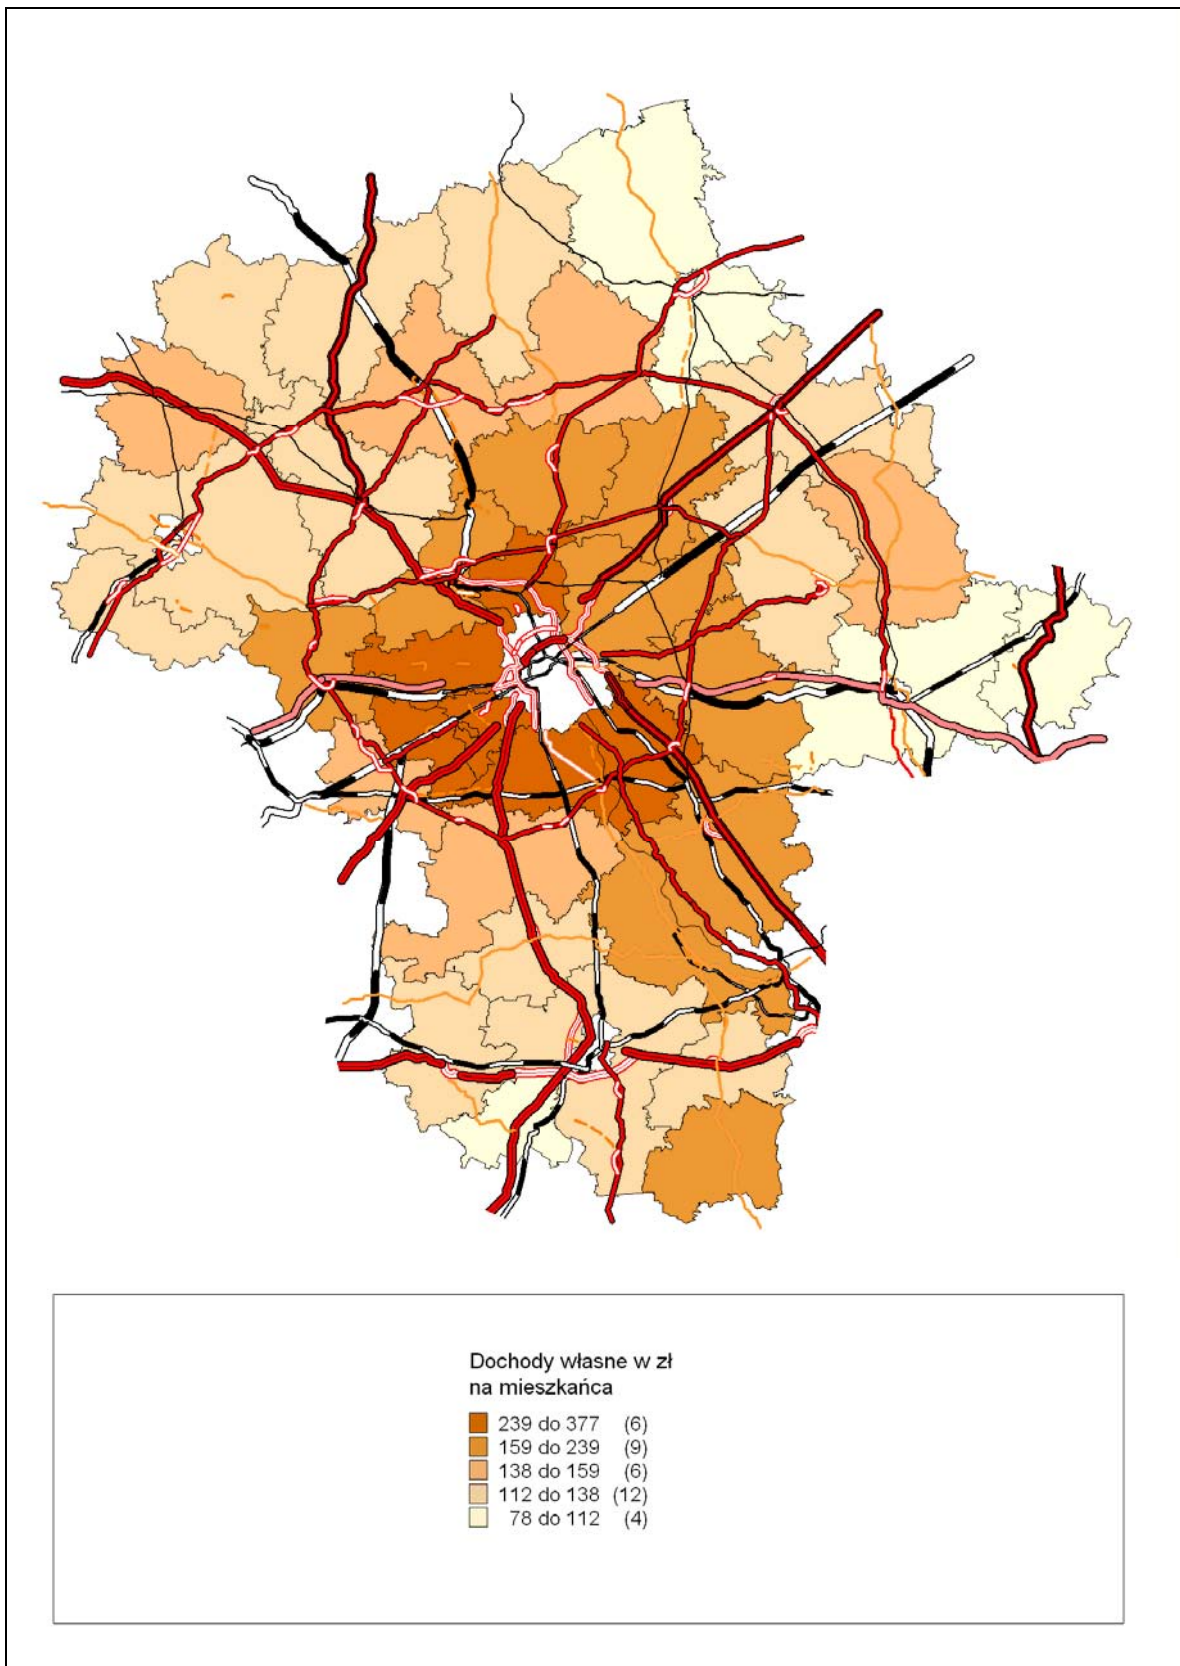 Dochody własne w zł
na mieszkańca
239 do 377 (6)
159 do 239 (9)
138 do 159 (6)
112 do 138 (12)
78 do 112 (4)